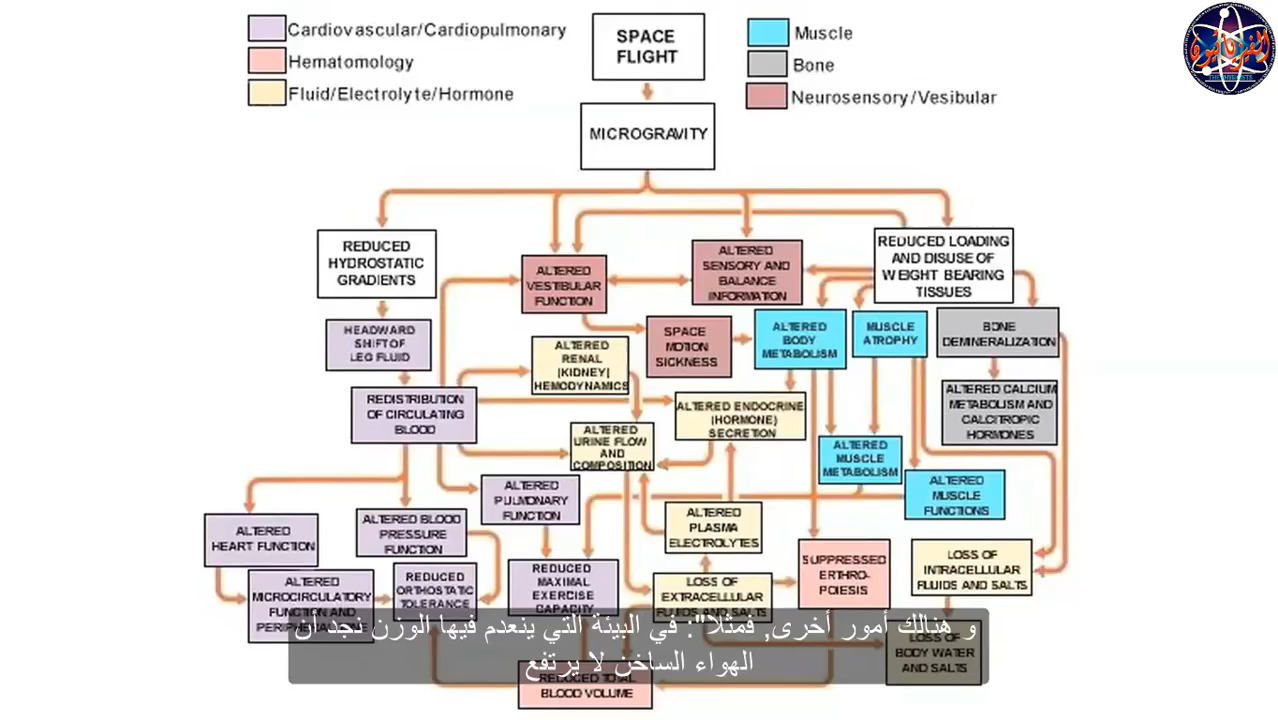 Cardiovascular/Cardiopulmonary
Hematomology
Fluid/Electrolyte/Hormone
SPACE
FLIGHT
Muscle
Bone
Neurosensory/Vesibular
MICROGRAVITY
REDUCED
HYDROSTATIC
GRADIENTS
ALTERED
VESTIBULAR
FUNCTION
ALTERED
SENSORY AND
BALANCE
INFORMATION
REDUCED LOADING
AND DISUSE OF
WEIGHT BEARING
TISSUES
HEADWARD
SHIFT OF
LEG FLUID
ALTERED
RENAL
(KIDNEY)
HEMODYNAMICS
SPACE
MOTION
SICKNESS
ALTERED
BODY
METABOLISM
MUSCLE
ATROPHY
BONE
DEMINERALIZATION
REDISTRIBUTION
OF CIRCULATING
BLOOD
ALTERED ENDOCRINE
(HORMONE)
SECRETION
ALTERED CALCIUM
METABOLISM AND
CALCITROPIC
HORMONES
ALTERED
URINE FLOW
AND
COMPOSITION
ALTERED
MUSCLE
METABOLISM
ALTERED
PULMONARY
FUNCTION
ALTERED
MUSCLE
FUNCTIONS
ALTERED
HEART FUNCTION
ALTERED BLOOD
PRESSURE
FUNCTION
ALTERED
PLASMA
ELECTROLYTES
ALTERED
MICROCIRCULATORY
FUNCTION AND
REDUCED
ORTHOSTATIC
TOLERANCE
REDUCED
MAXIMAL
EXERCISE
CAPACITY
LOSS OF
EXTRACELLULAR
FLUIDS AND SALTS
SUPPRESSED
ERTHRO-
POIESIS
LOSS OF
INTRACELLULAR
FLUIDS AND SALTS
LOSS OF
BODY WATER
AND SALTS
REDUCED TOTAL
BLOOD VOLUME
و هنالك أمور أخرى, فمثلا": في البيئة التي ينعدم فيها الوزن نجد أن
الهواء الساخن لا يرتفع